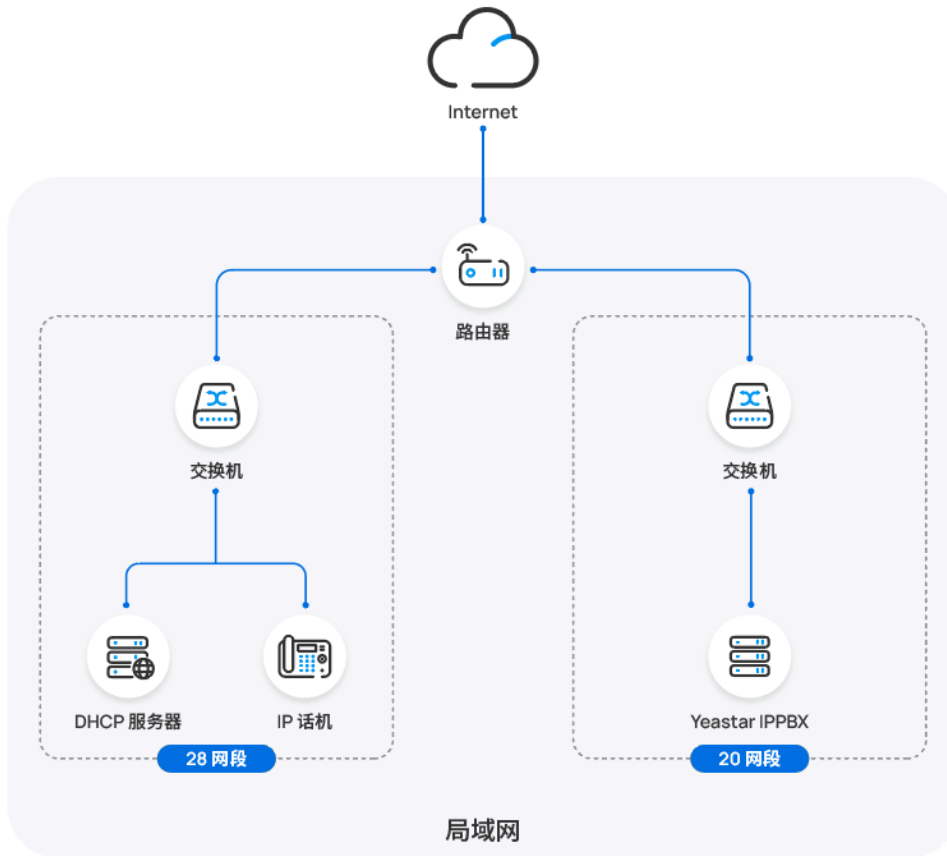 Internet
路由器
交换机
交换机
DHCP 服务器
IP 话机
Yeastar IPPBX
28 网段
20 网段
局域网